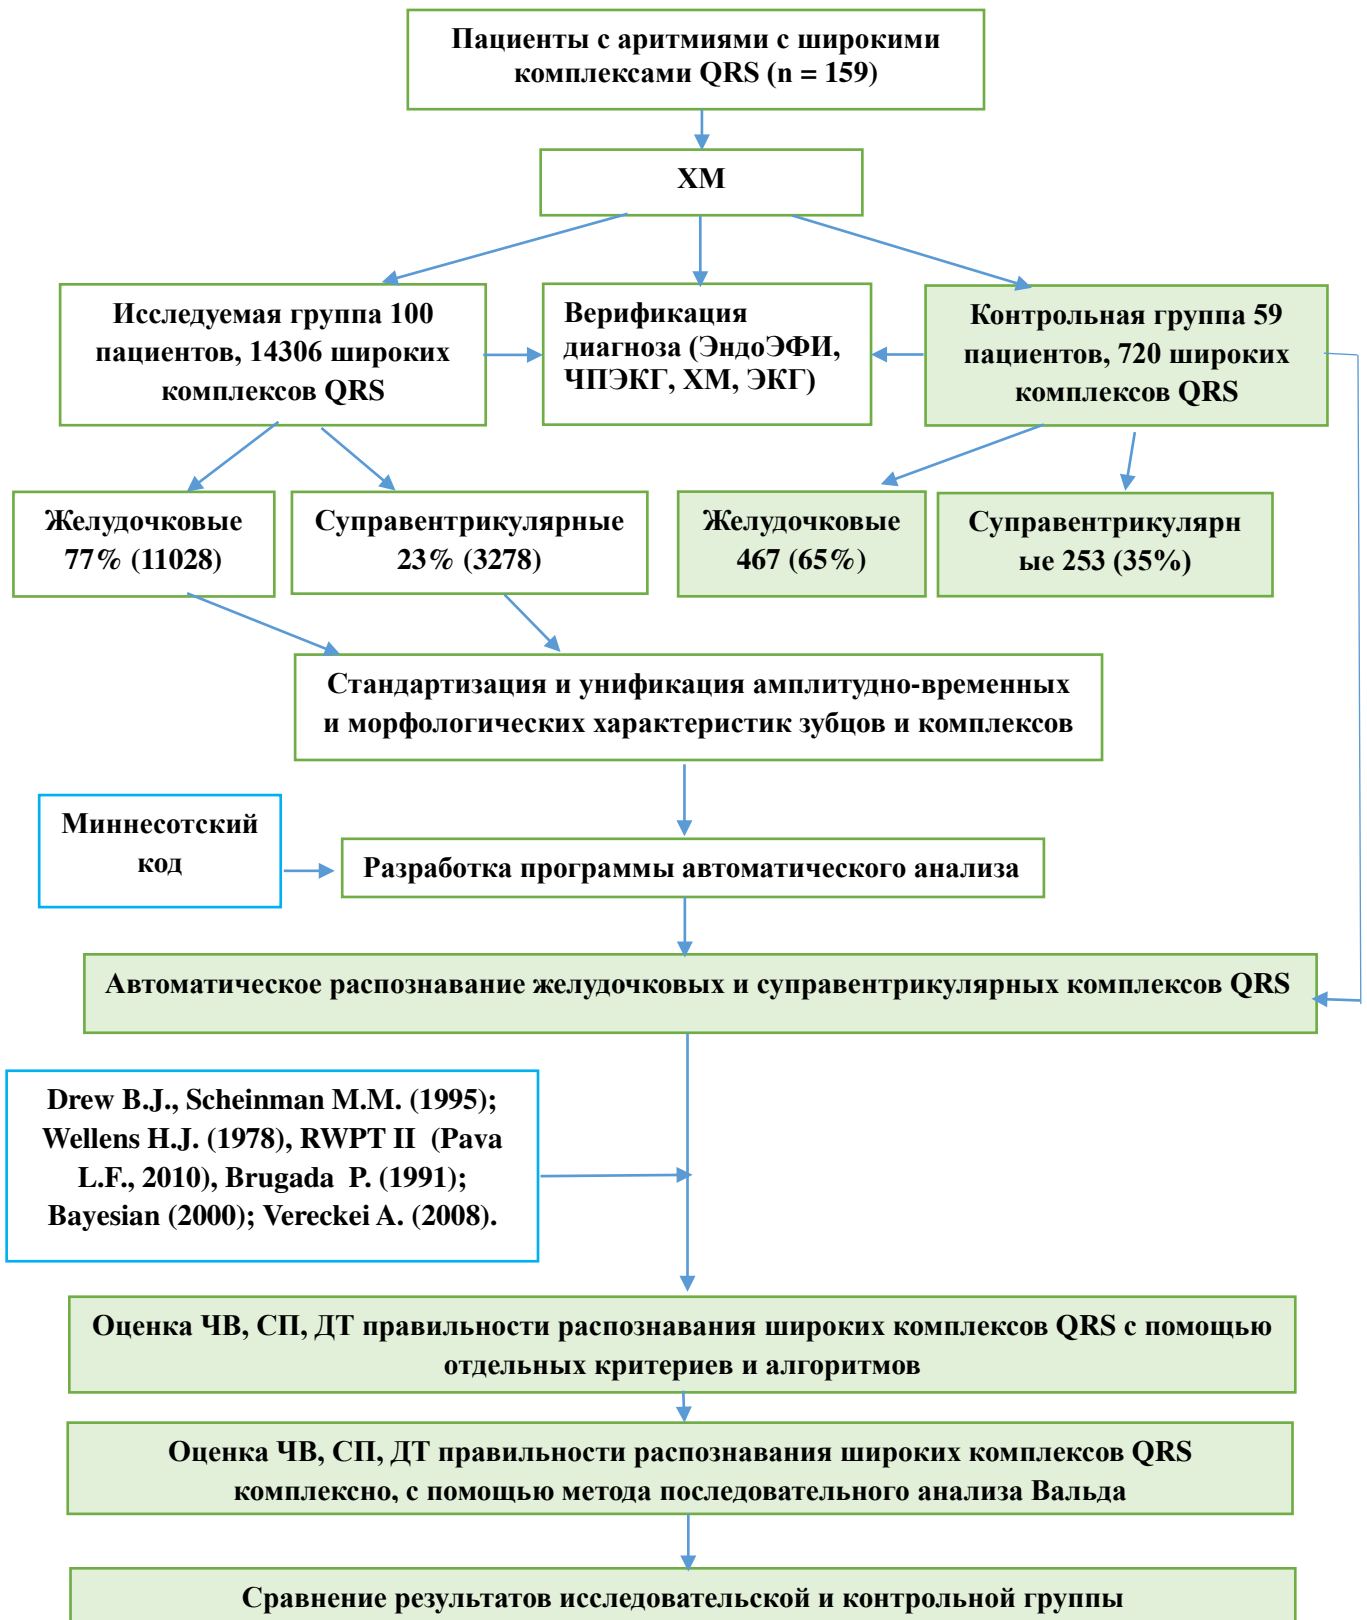 Пациенты с аритмиями с широкими
комплексами QRS (n = 159)
ХМ
Исследуемая группа 100
пациентов, 14306 широких
комплексов QRS
Верификация
диагноза (ЭндоЭФИ,
ЧПЭКГ, ХМ, ЭКГ)
Контрольная группа 59
пациентов, 720 широких
комплексов QRS
Желудочковые
77% (11028)
Суправентрикулярные
23% (3278)
Желудочковые
467 (65%)
Суправентрикулярн
ые 253 (35%)
Стандартизация и унификация амплитудно-временных
и морфологических характеристик зубцов и комплексов
Миннесотский
код
Разработка программы автоматического анализа
Автоматическое распознавание желудочковых и суправентрикулярных комплексов QRS
Drew B.J., Scheinman M.M. (1995);
Wellens H.J. (1978), RWPT II (Pava
L.F., 2010), Brugada P. (1991);
Bayesian (2000); Vereckei A. (2008).
Оценка ЧВ, СП, ДТ правильности распознавания широких комплексов QRS с помощью
отдельных критериев и алгоритмов
Оценка ЧВ, СП, ДТ правильности распознавания широких комплексов QRS
комплексно, с помощью метода последовательного анализа Вальда
Сравнение результатов исследовательской и контрольной группы